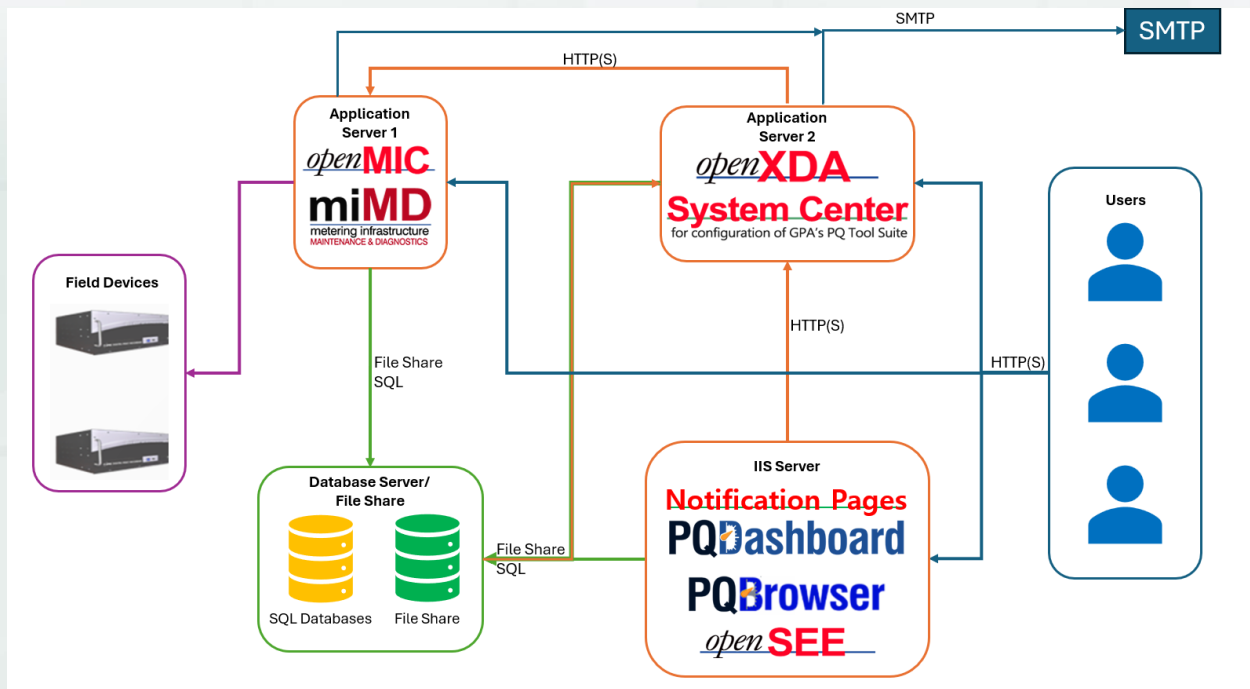 SMTP
SMTP
HTTP(S)
Application
Server 1
openMIC
miMD
metering infrastructure
MAINTENANCE & DIAGNOSTICS
Application
Server 2
openXDA
System Center
for configuration of GPA's PQ Tool Suite
Users
Field Devices
HTTP(S)
File Share
SQL
HTTP(S)
Database Server/
File Share
SQL Databases
File Share
File Share
SQL
IIS Server
Notification Pages
PQDashboard
PQBrowser
openSEE